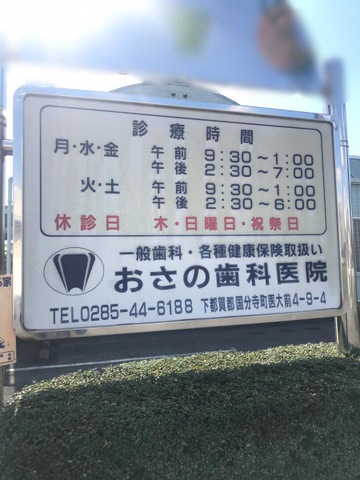 診療時間
月・水・金 午前 9:30～1:00
午後 2:30～7:00
火・土 午前 9:30～1:00
午後 2:30～6:00
休診日 木・日曜日・祝祭日
一般歯科・各種健康保険取扱い
おさの歯科医院
TEL0285-44-6188 下都賀郡国分寺町医大前4-9-4